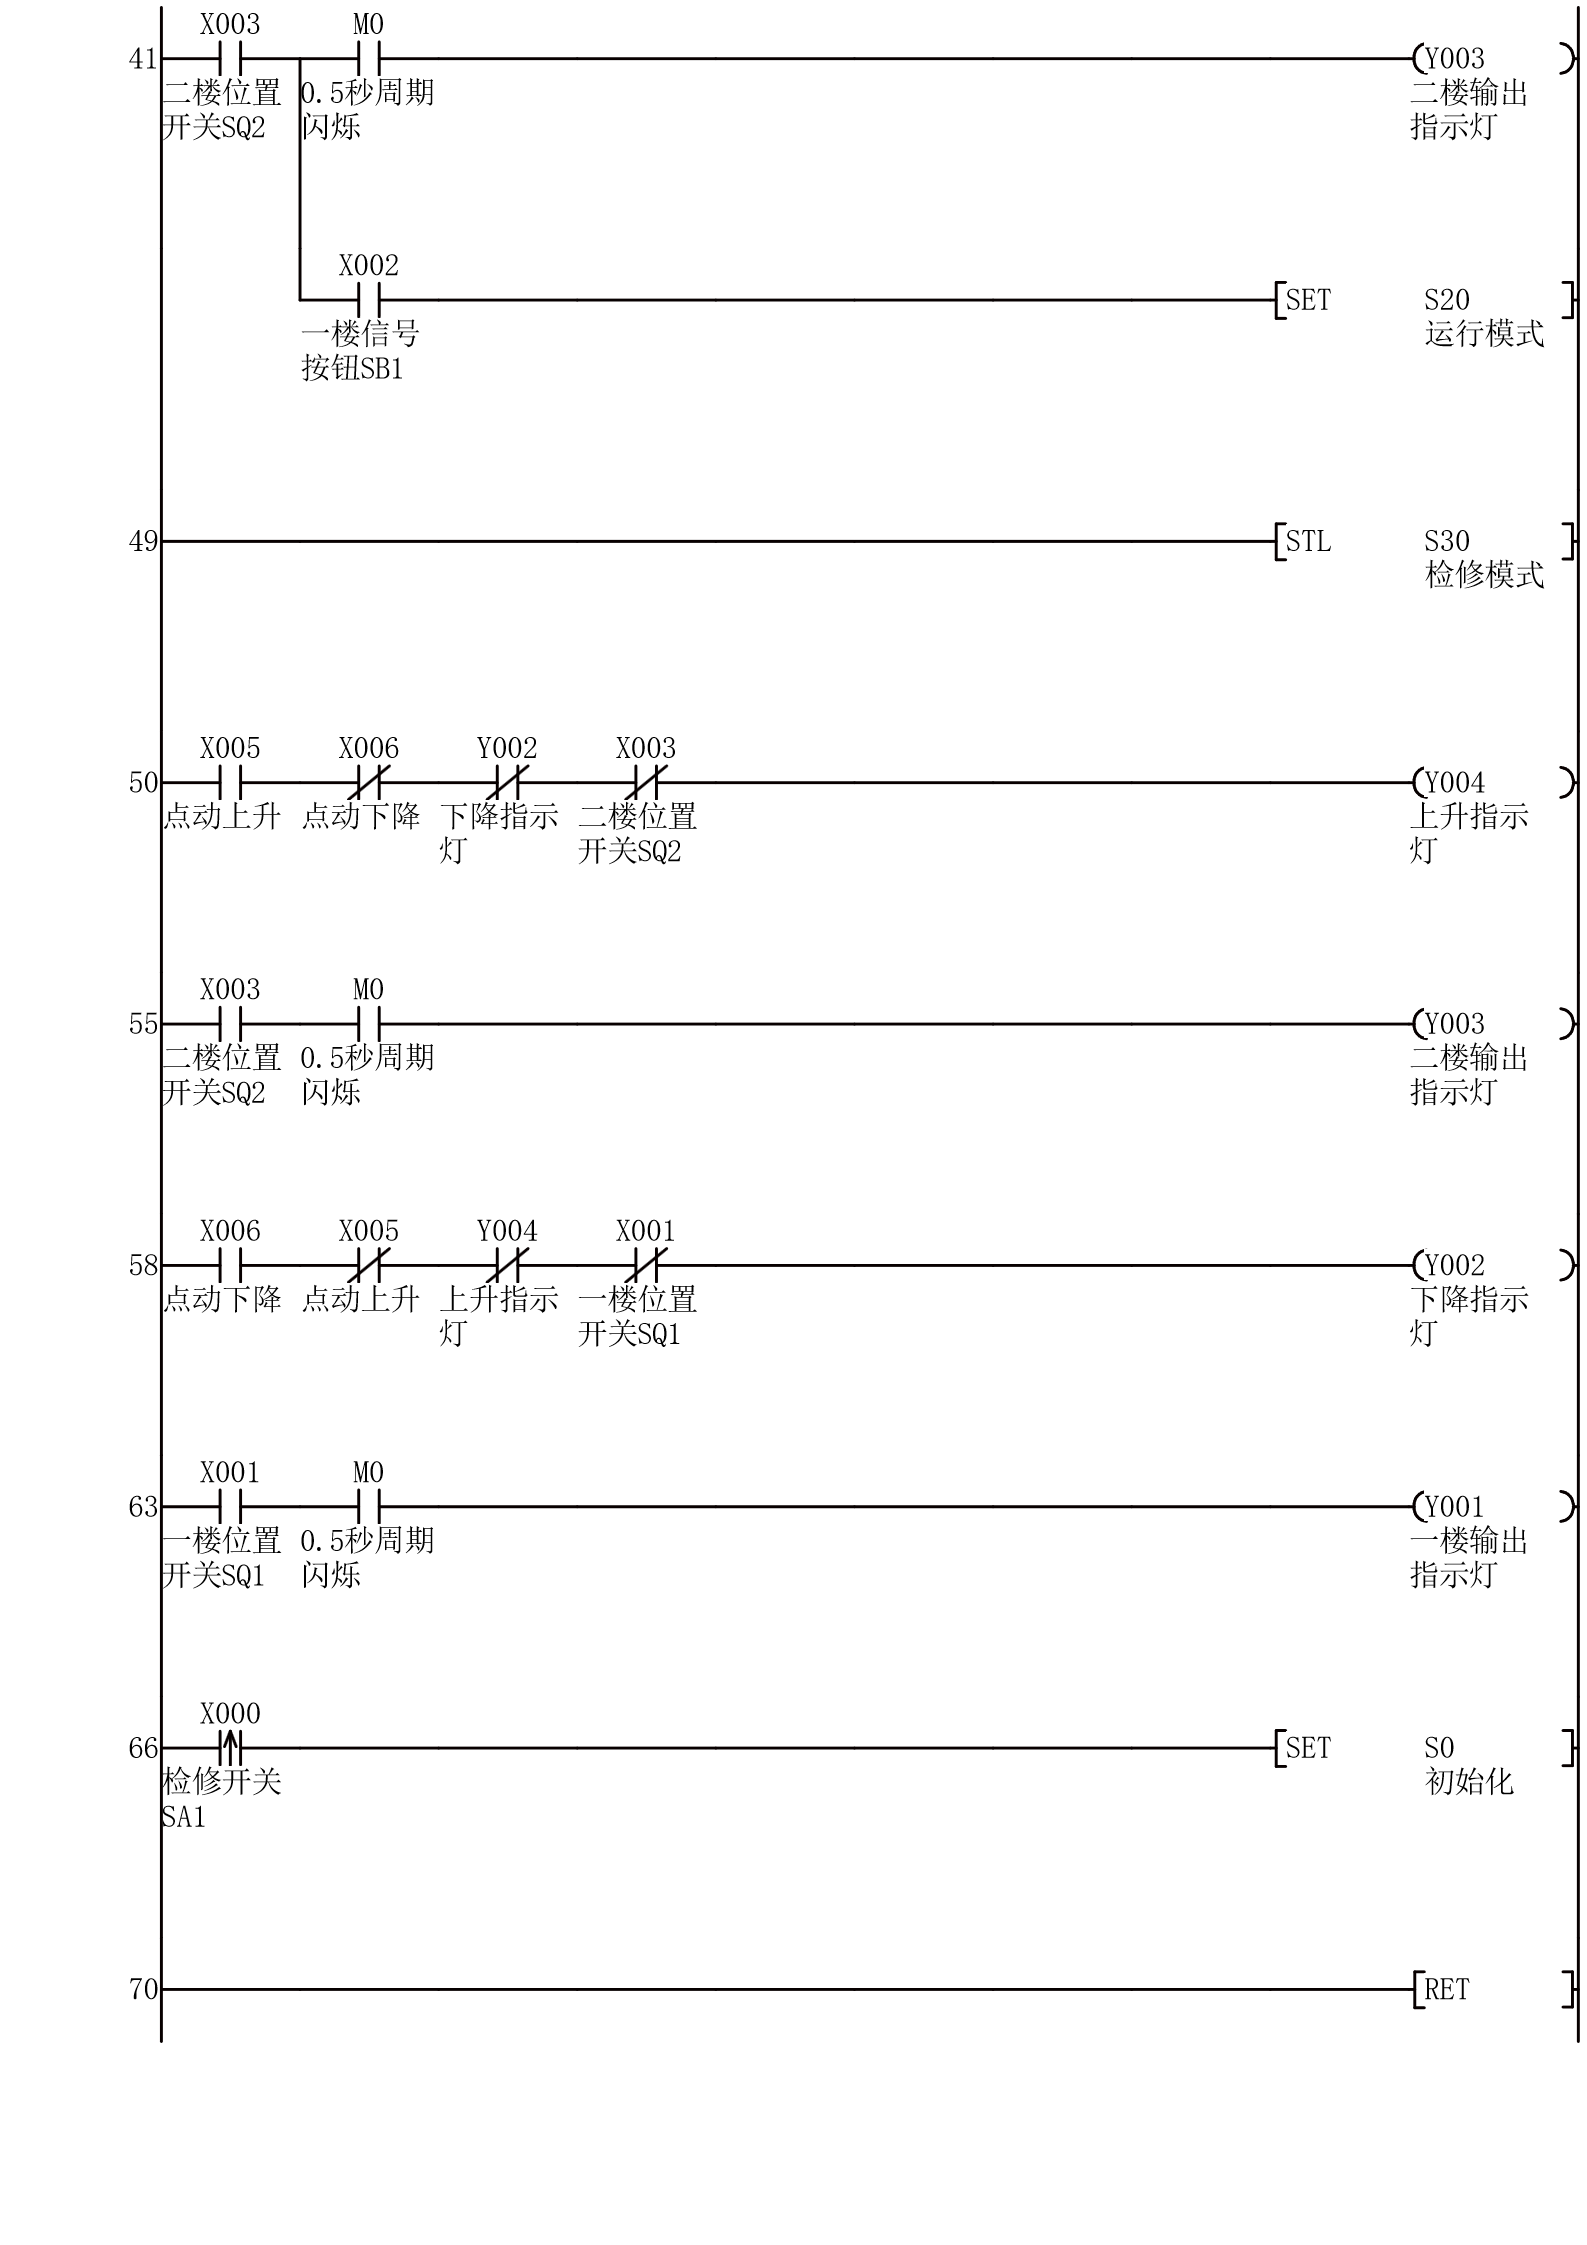 X003 M0
41 Y003
二楼位置 0.5秒周期 二楼输出
开关SQ2 闪烁 指示灯
X002
SET S20
一楼信号 运行模式
按钮SB1
49 STL S30
检修模式
X005 X006 Y002 X003
50 Y004
点动上升 点动下降 下降指示 二楼位置 上升指示
灯 开关SQ2 灯
X003 M0
55 Y003
二楼位置 0.5秒周期 二楼输出
开关SQ2 闪烁 指示灯
X006 X005 Y004 X001
58 Y002
点动下降 点动上升 上升指示 一楼位置 下降指示
灯 开关SQ1 灯
X001 M0
63 Y001
一楼位置 0.5秒周期 一楼输出
开关SQ1 闪烁 指示灯
X000
66 SET S0
检修开关 初始化
SA1
70 RET